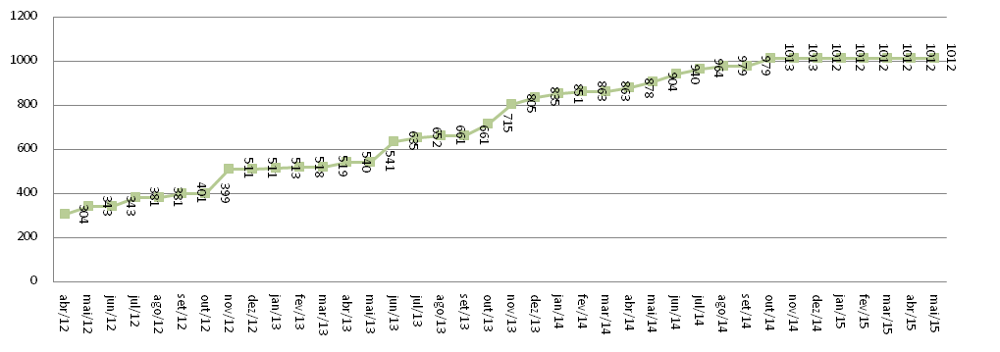 1200
1000
800
600
400
200
0
304
343
343
381
381
401
399
511
511
513
518
519
540
541
635
652
661
661
715
805
835
851
863
863
878
904
940
964
979
979
1013
1013
1012
1012
1012
1012
1012
1012
abr/12
mai/12
jun/12
jul/12
ago/12
set/12
out/12
nov/12
dez/12
jan/13
fev/13
mar/13
abr/13
mai/13
jun/13
jul/13
ago/13
set/13
out/13
nov/13
dez/13
jan/14
fev/14
mar/14
abr/14
mai/14
jun/14
jul/14
ago/14
set/14
out/14
nov/14
dez/14
jan/15
fev/15
mar/15
abr/15
mai/15